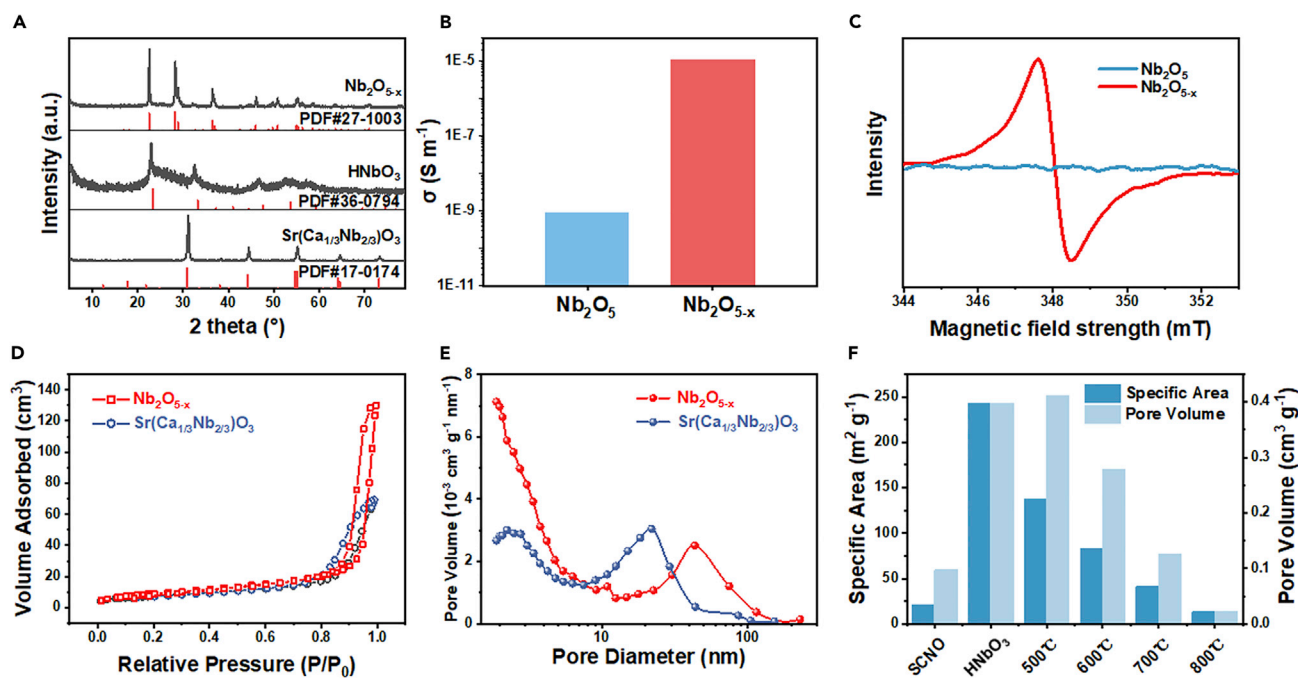 A
Intensity (a.u.)
Nb₂O₅₋ₓ
PDF#27-1003
HNbO₃
PDF#36-0794
Sr(Ca₁/₃Nb₂/₃)O₃
PDF#17-0174
10 20 30 40 50 60 70
2 theta (°)
B
σ (S m⁻¹)
1E-5
1E-7
1E-9
1E-11
Nb₂O₅ Nb₂O₅₋ₓ
C
Intensity
Nb₂O₅
Nb₂O₅₋ₓ
344 346 348 350 352
Magnetic field strength (mT)
D
Volume Adsorbed (cm³)
130
120
100
80
60
40
20
0
Nb₂O₅₋ₓ
Sr(Ca₁/₃Nb₂/₃)O₃
0.0 0.2 0.4 0.6 0.8 1.0
Relative Pressure (P/P₀)
E
Pore Volume (10⁻³ cm³ g⁻¹ nm⁻¹)
8
6
4
2
0
Nb₂O₅₋ₓ
Sr(Ca₁/₃Nb₂/₃)O₃
10 100
Pore Diameter (nm)
F
Specific Area (m² g⁻¹)
250
200
150
100
50
0
Specific Area
Pore Volume
0.4
0.3
0.2
0.1
0.0
Pore Volume (cm³ g⁻¹)
SCNO HNbO₃ 500℃ 600℃ 700℃ 800℃